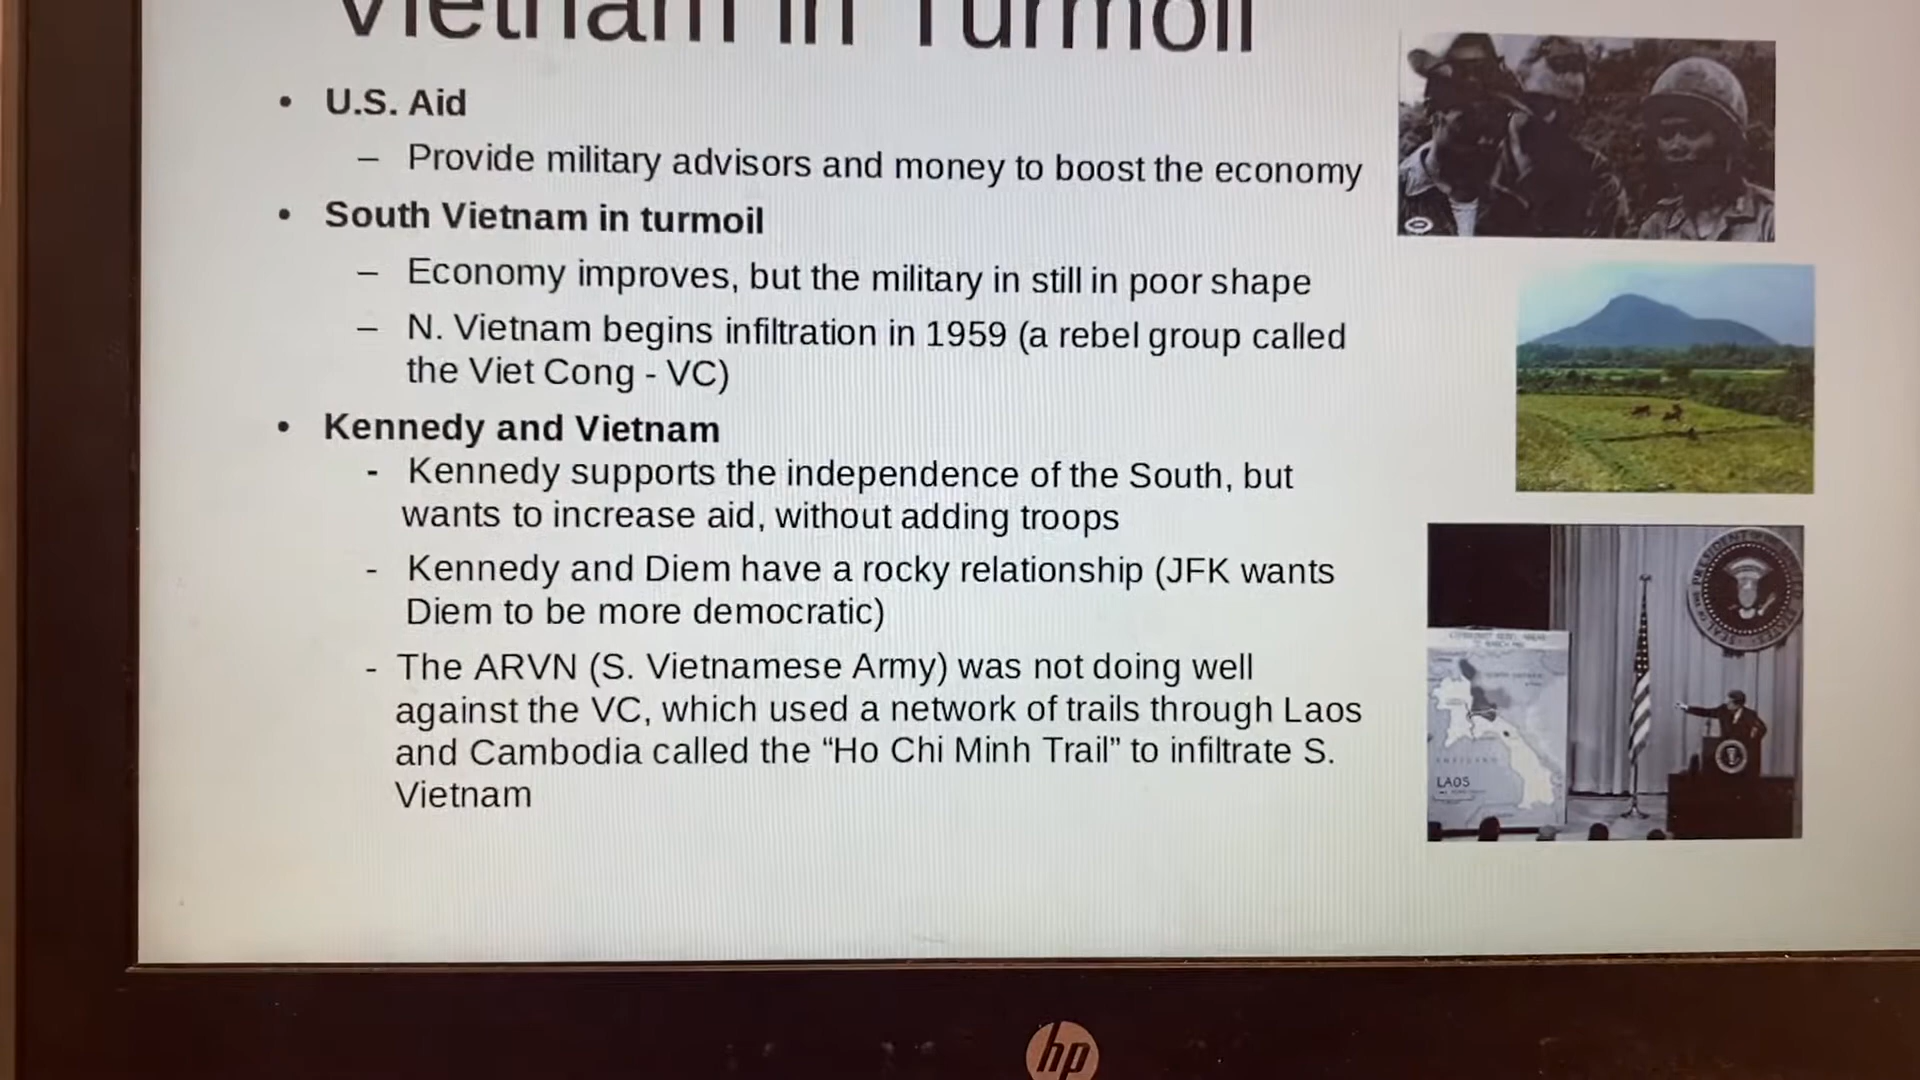 Vietnam in Turmoil
• U.S. Aid
– Provide military advisors and money to boost the economy
• South Vietnam in turmoil
– Economy improves, but the military in still in poor shape
– N. Vietnam begins infiltration in 1959 (a rebel group called
the Viet Cong - VC)
• Kennedy and Vietnam
- Kennedy supports the independence of the South, but
wants to increase aid, without adding troops
- Kennedy and Diem have a rocky relationship (JFK wants
Diem to be more democratic)
- The ARVN (S. Vietnamese Army) was not doing well
against the VC, which used a network of trails through Laos
and Cambodia called the “Ho Chi Minh Trail” to infiltrate S.
Vietnam
LAOS
hp